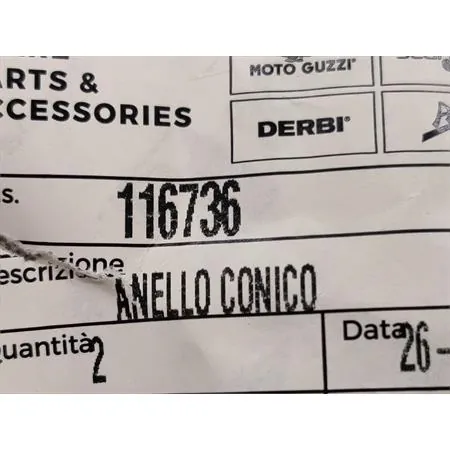 ARTS &
CCESSORIES
MOTO GUZZI
DERBI
s.
116736
escrizione
ANELLO CONICO
uantità
2
Data
26-